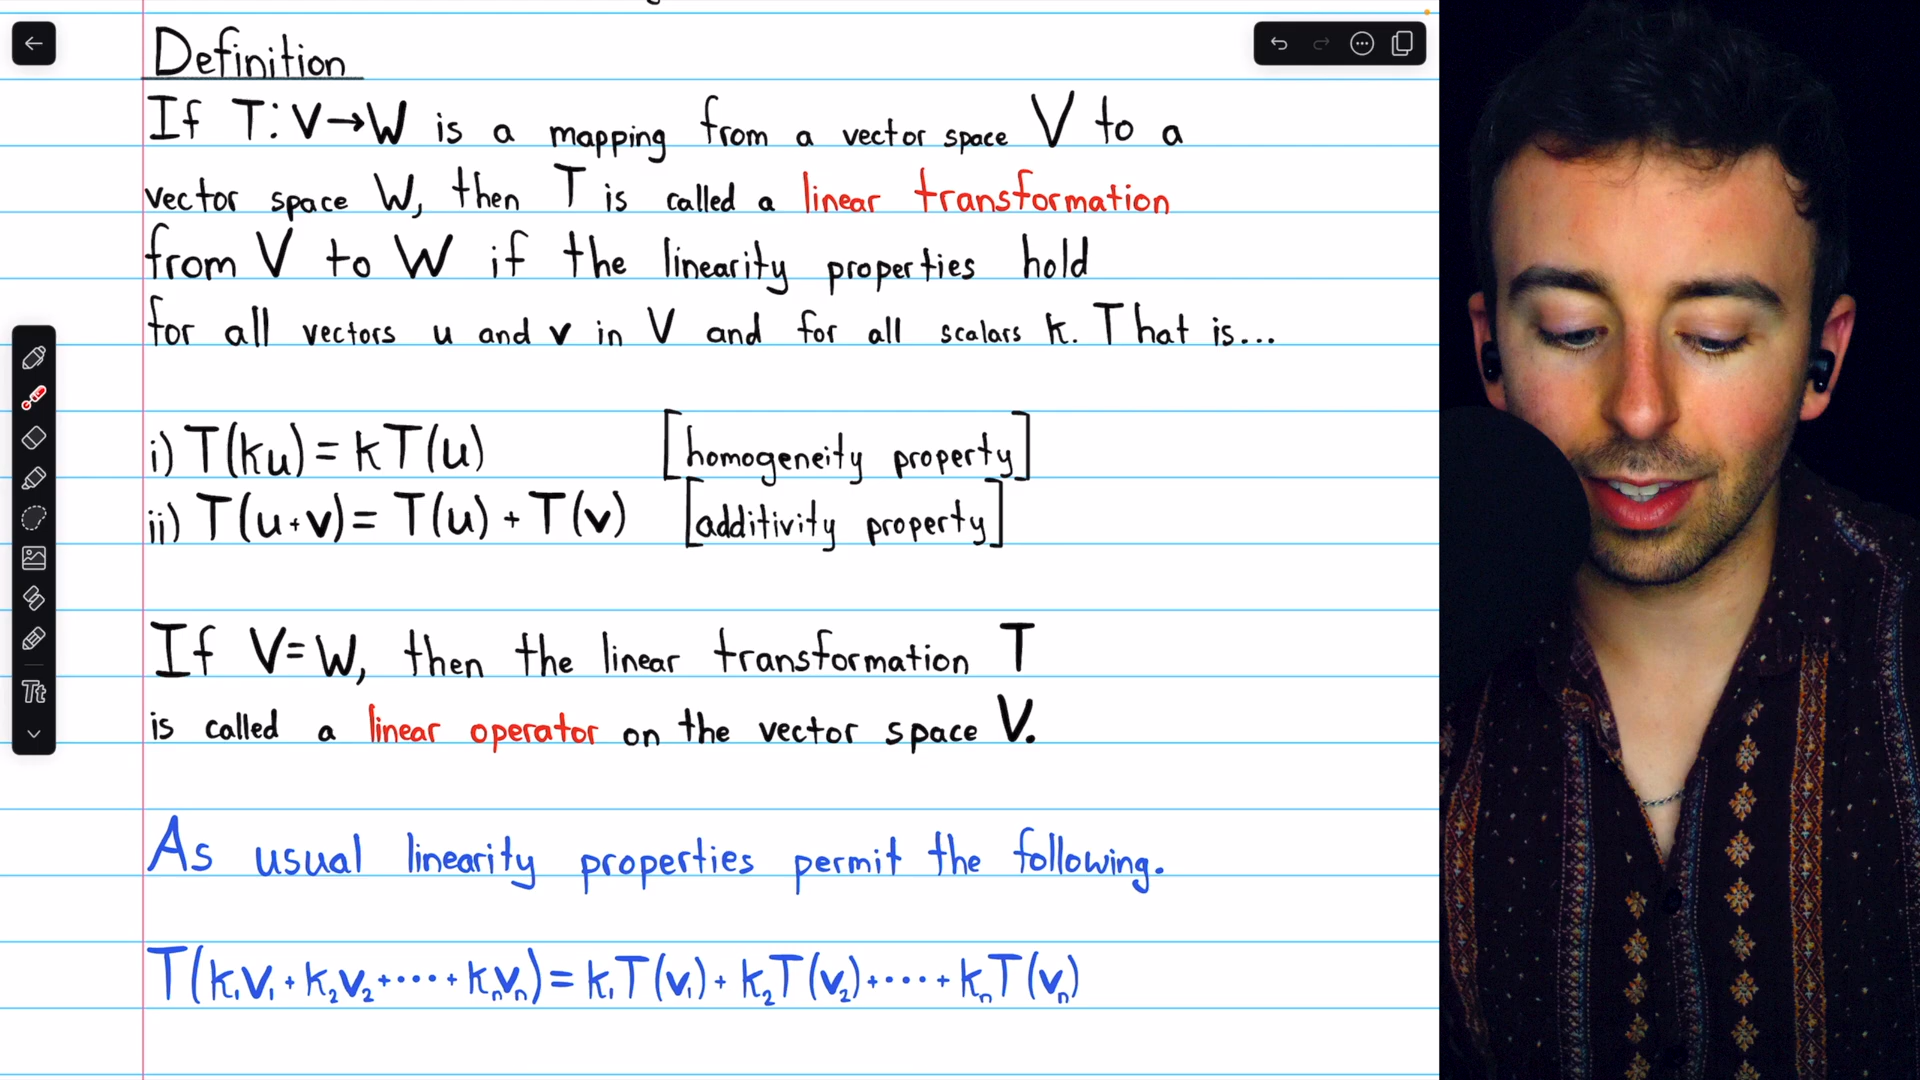 Definition
If T:V→W is a mapping from a vector space V to a
vector space W, then T is called a linear transformation
from V to W if the linearity properties hold
for all vectors u and v in V and for all scalars k. That is...
i) T(ku) = kT(u) [homogeneity property]
ii) T(u+v) = T(u) + T(v) [additivity property]
If V=W, then the linear transformation T
is called a linear operator on the vector space V.
As usual linearity properties permit the following.
T(k₁v₁ + k₂v₂ + ··· + kₙvₙ) = k₁T(v₁) + k₂T(v₂) + ··· + kₙT(vₙ)
Tt